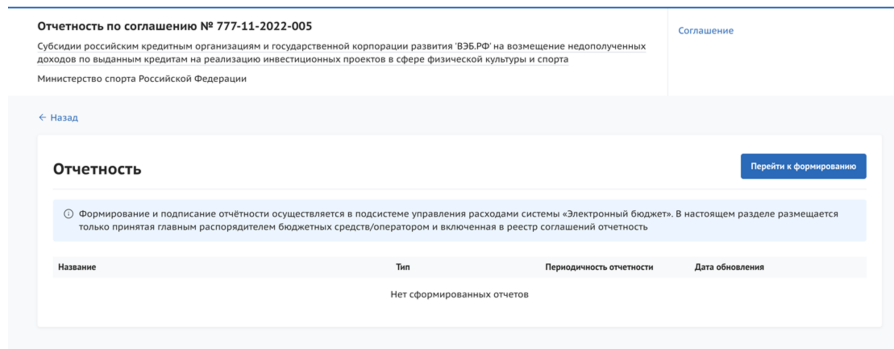 Отчетность по соглашению № 777-11-2022-005
Соглашение
Субсидии российским кредитным организациям и государственной корпорации развития 'ВЭБ.РФ' на возмещение недополученных
доходов по выданным кредитам на реализацию инвестиционных проектов в сфере физической культуры и спорта
Министерство спорта Российской Федерации
← Назад
Отчетность
Перейти к формированию
Формирование и подписание отчётности осуществляется в подсистеме управления расходами системы «Электронный бюджет». В настоящем разделе размещается
только принятая главным распорядителем бюджетных средств/оператором и включенная в реестр соглашений отчетность
Название Тип Периодичность отчетности Дата обновления
Нет сформированных отчетов